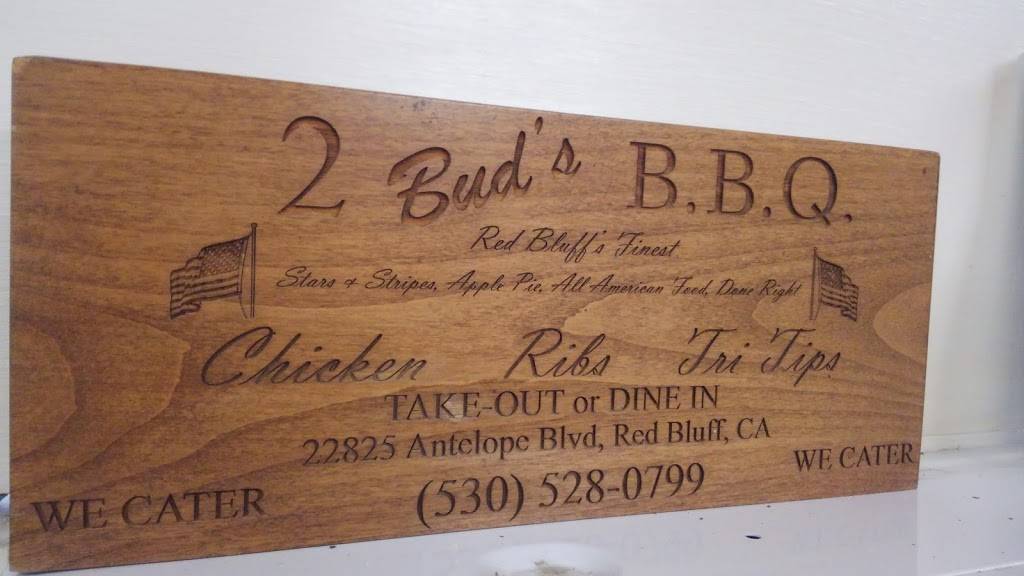 2 Bud's B.B.Q.
Red Bluff's Finest
Stars & Stripes, Apple Pie, All American Food, Done Right
Chicken Ribs Tri Tips
TAKE-OUT or DINE IN
22825 Antelope Blvd, Red Bluff, CA
WE CATER (530) 528-0799 WE CATER